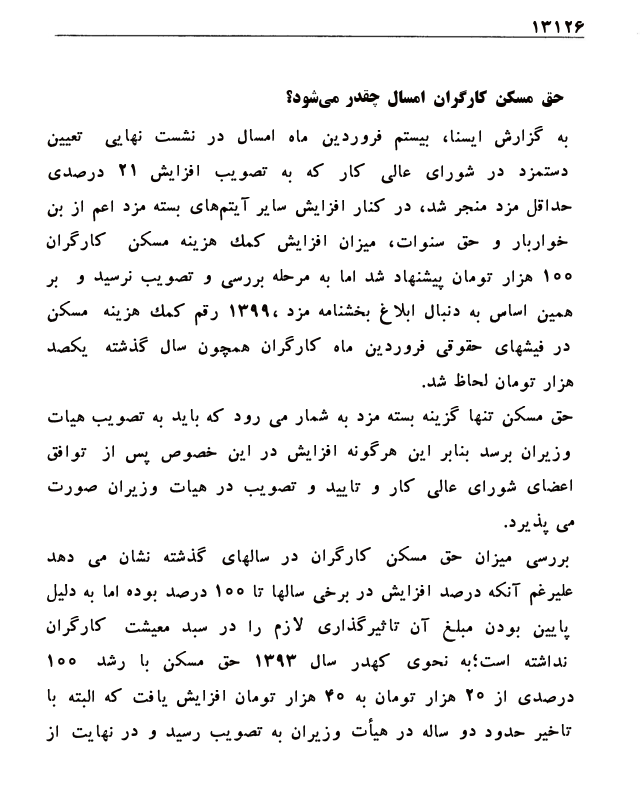 ۱۳۱۲۶
حق مسکن کارگران امسال چقدر می‌شود؟
به گزارش ایسنا، بیستم فروردین ماه امسال در نشست نهایی تعیین
دستمزد در شورای عالی کار که به تصویب افزایش ۲۱ درصدی
حداقل مزد منجر شد، در کنار افزایش سایر آیتم‌های بسته مزد اعم از بن
خواربار و حق سنوات، میزان افزایش کمك هزینه مسکن کارگران
۱۰۰ هزار تومان پیشنهاد شد اما به مرحله بررسی و تصویب نرسید و بر
همین اساس به دنبال ابلاغ بخشنامه مزد ،۱۳۹۹ رقم کمك هزینه مسکن
در فیشهای حقوقی فروردین ماه کارگران همچون سال گذشته یکصد
هزار تومان لحاظ شد.
حق مسکن تنها گزینه بسته مزد به شمار می رود که باید به تصویب هیات
وزیران برسد بنابر این هرگونه افزایش در این خصوص پس از توافق
اعضای شورای عالی کار و تایید و تصویب در هیات وزیران صورت
می پذیرد.
بررسی میزان حق مسکن کارگران در سالهای گذشته نشان می دهد
علیرغم آنکه درصد افزایش در برخی سالها تا ۱۰۰ درصد بوده اما به دلیل
پایین بودن مبلغ آن تاثیرگذاری لازم را در سبد معیشت کارگران
نداشته است؛به نحوی کهدر سال ۱۳۹۳ حق مسکن با رشد ۱۰۰
درصدی از ۲۰ هزار تومان به ۴۰ هزار تومان افزایش یافت که البته با
تاخیر حدود دو ساله در هیأت وزیران به تصویب رسید و در نهایت از